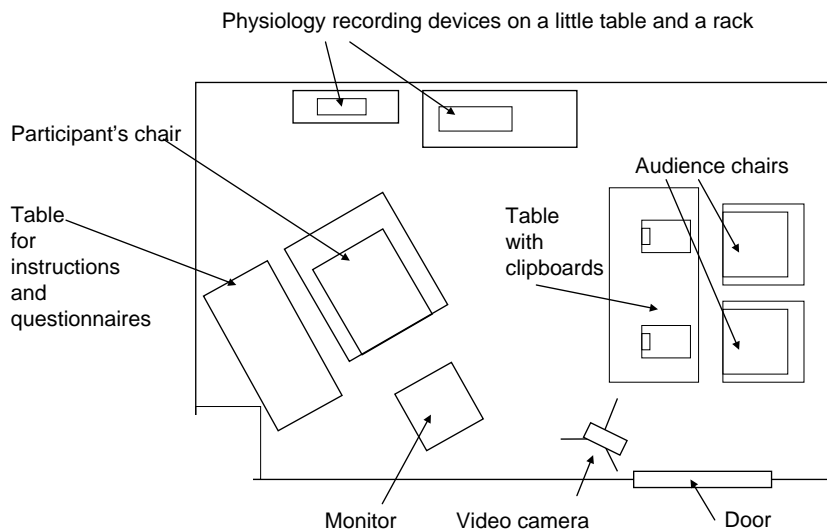 Physiology recording devices on a little table and a rack
Participant's chair
Audience chairs
Table
for
instructions
and
questionnaires
Table
with
clipboards
Monitor
Video camera
Door